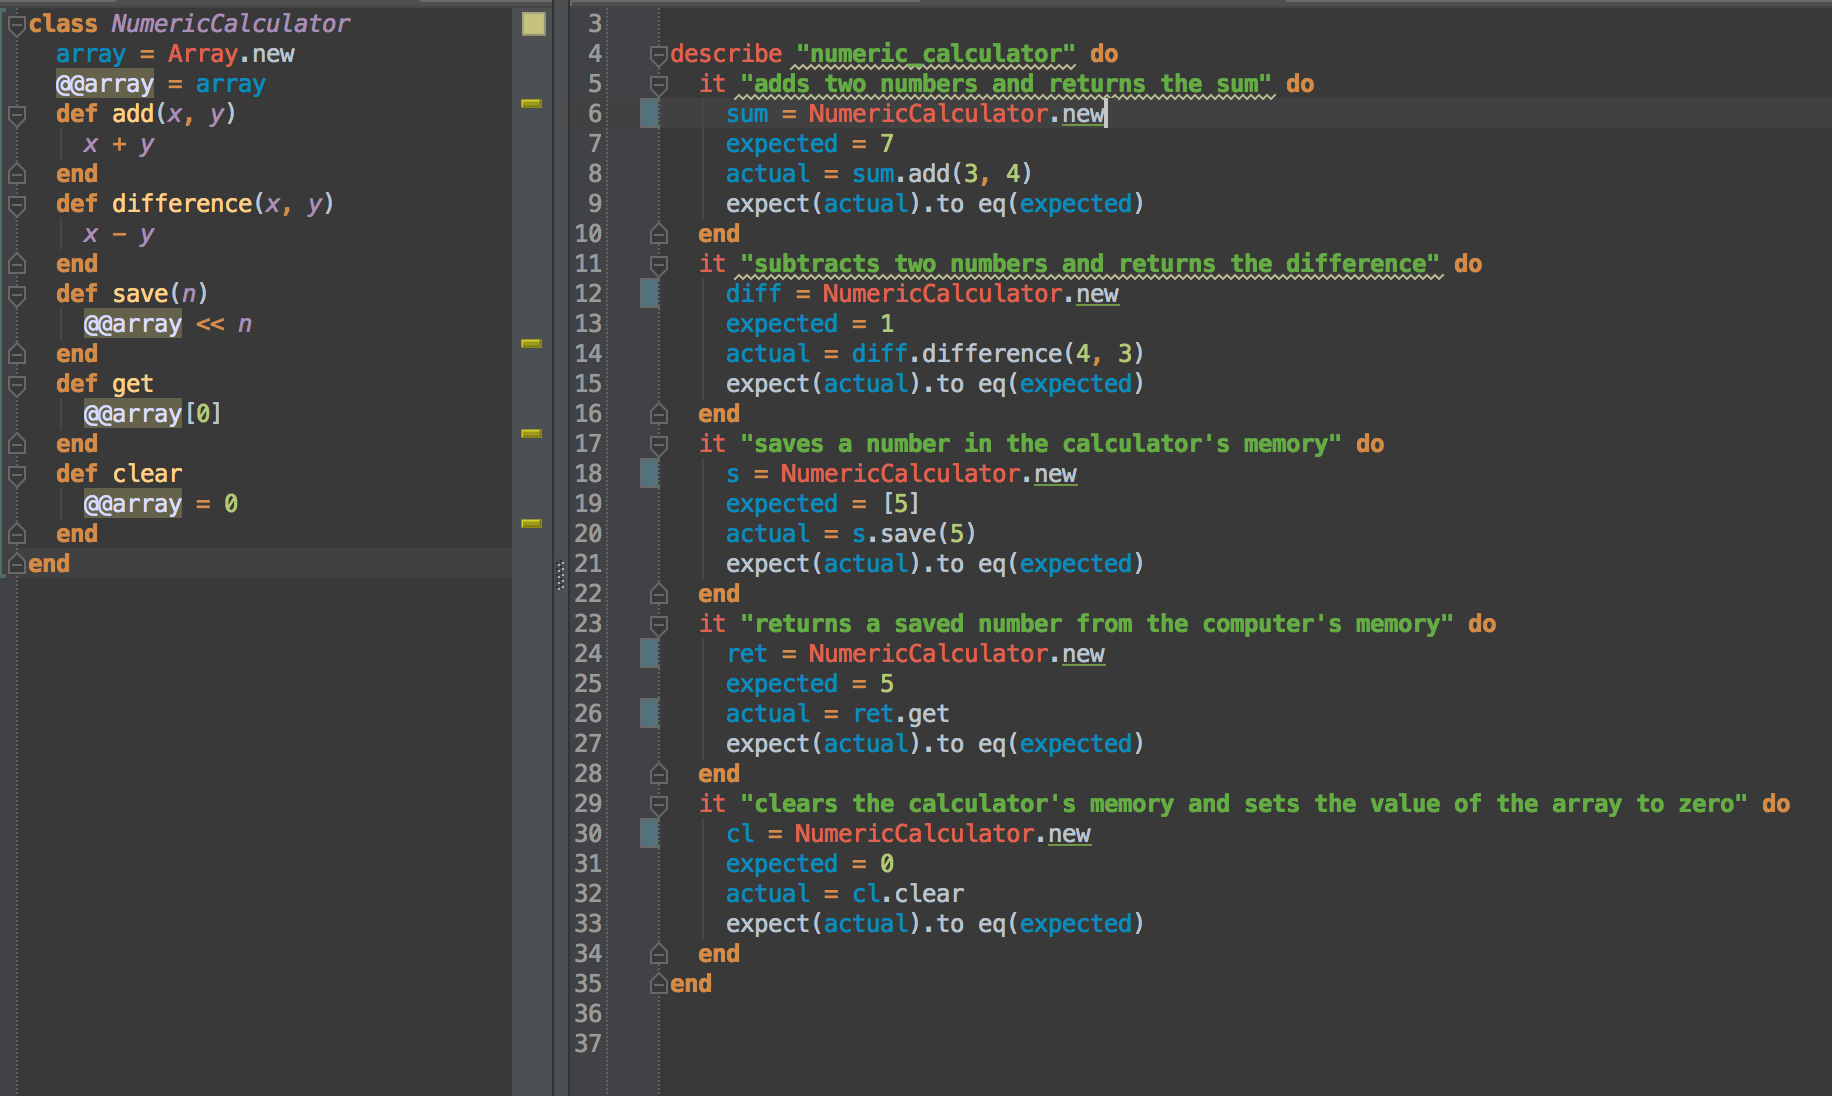 class NumericCalculator
  array = Array.new
  @@array = array
  def add(x, y)
    x + y
  end
  def difference(x, y)
    x - y
  end
  def save(n)
    @@array << n
  end
  def get
    @@array[0]
  end
  def clear
    @@array = 0
  end
end
3
4 describe "numeric_calculator" do
5   it "adds two numbers and returns the sum" do
6     sum = NumericCalculator.new
7     expected = 7
8     actual = sum.add(3, 4)
9     expect(actual).to eq(expected)
10   end
11   it "subtracts two numbers and returns the difference" do
12     diff = NumericCalculator.new
13     expected = 1
14     actual = diff.difference(4, 3)
15     expect(actual).to eq(expected)
16   end
17   it "saves a number in the calculator's memory" do
18     s = NumericCalculator.new
19     expected = [5]
20     actual = s.save(5)
21     expect(actual).to eq(expected)
22   end
23   it "returns a saved number from the computer's memory" do
24     ret = NumericCalculator.new
25     expected = 5
26     actual = ret.get
27     expect(actual).to eq(expected)
28   end
29   it "clears the calculator's memory and sets the value of the array to zero" do
30     cl = NumericCalculator.new
31     expected = 0
32     actual = cl.clear
33     expect(actual).to eq(expected)
34   end
35 end
36
37